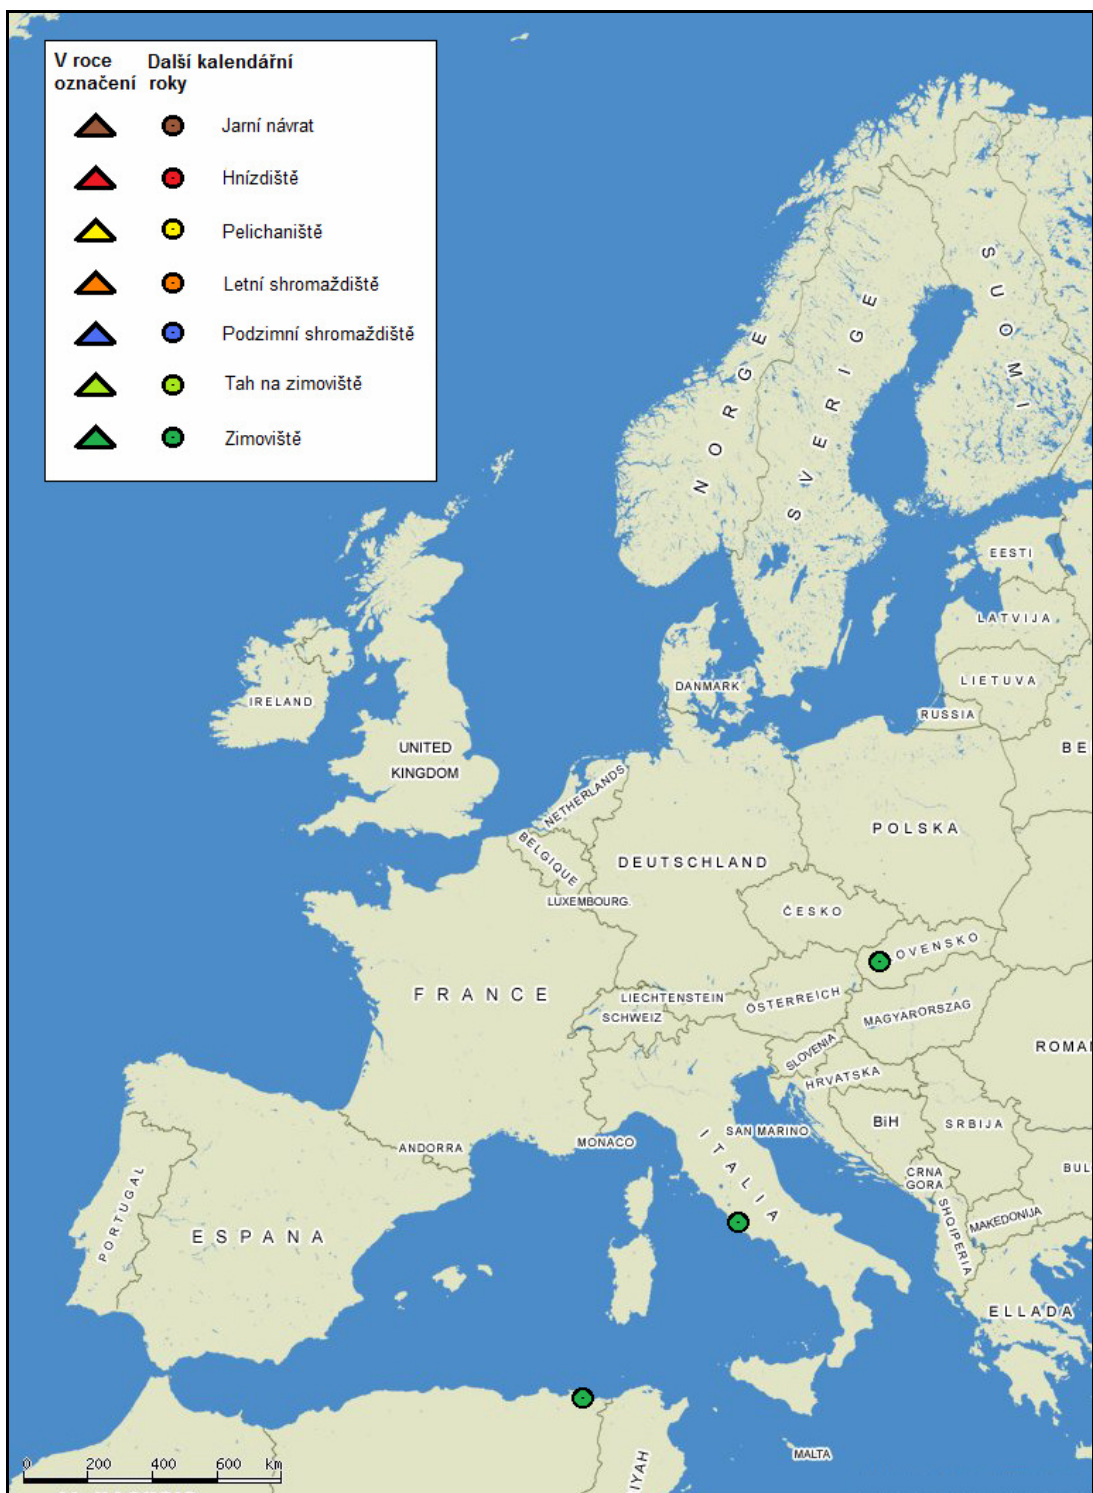 V roce označení
Další kalendářní roky
Jarní návrat
Hnízdiště
Pelichaniště
Letní shromaždiště
Podzimní shromaždiště
Tah na zimoviště
Zimoviště
SUOMI
NORGE
SVERIGE
EESTI
LATVIJA
LIETUVA
RUSSIA
DANMARK
IRELAND
UNITED
KINGDOM
BE
NETHERLANDS
BELGIQUE
POLSKA
DEUTSCHLAND
LUXEMBOURG.
ČESKO
OVENSKO
FRANCE
LIECHTENSTEIN
SCHWEIZ
ÖSTERREICH
MAGYARORSZAG
SLOVENIA
ROMAN
HRVATSKA
BiH
SRBIJA
SAN MARINO
MONACO
ANDORRA
ITALIA
CRNA
GORA
BUL
PORTUGAL
ESPANA
SHQIPERIA
MAKEDONIJA
ELLADA
MALTA
IYAH
0 200 400 600 km